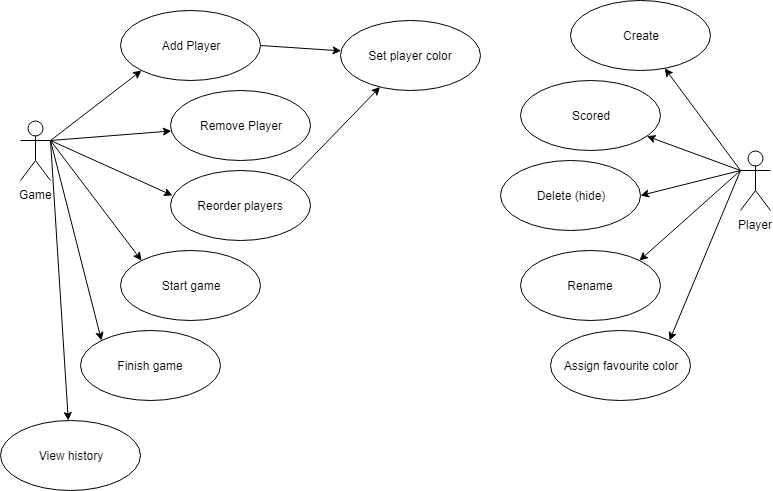 Add Player
Set player color
Create
Remove Player
Scored
Game
Reorder players
Delete (hide)
Player
Start game
Rename
Finish game
Assign favourite color
View history